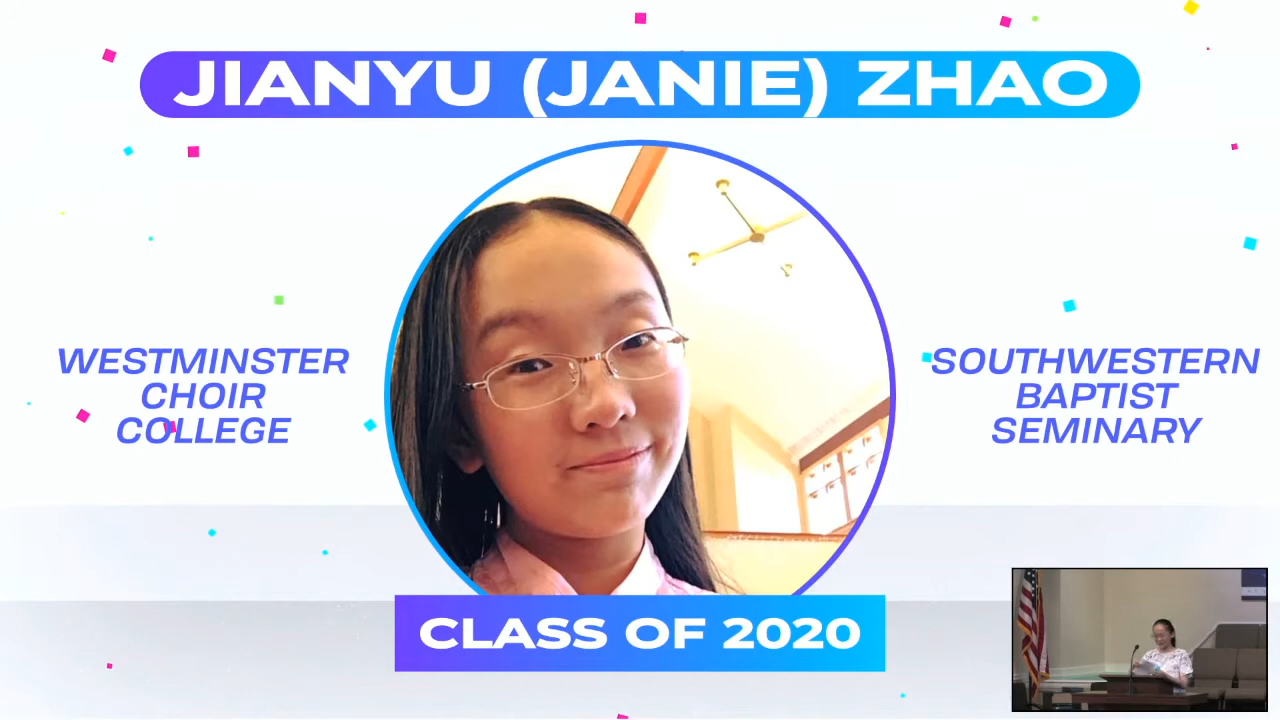 JIANYU (JANIE) ZHAO
WESTMINSTER
CHOIR
COLLEGE
SOUTHWESTERN
BAPTIST
SEMINARY
CLASS OF 2020